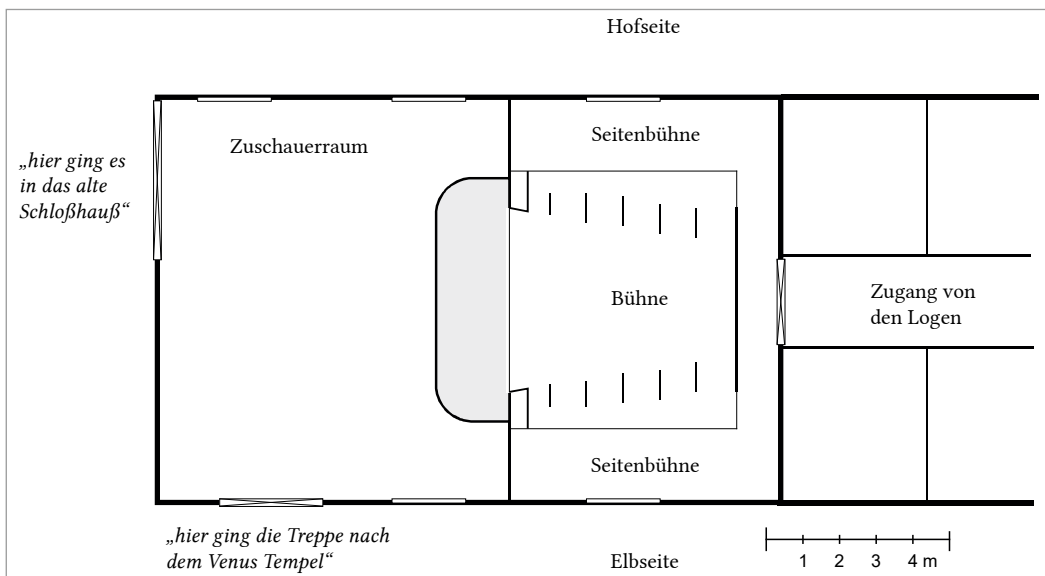 Hofseite
Zuschauerraum
Seitenbühne
„hier ging es
in das alte
Schloßhauß“
Bühne
Zugang von
den Logen
Seitenbühne
„hier ging die Treppe nach
dem Venus Tempel“
Elbseite
1 2 3 4 m